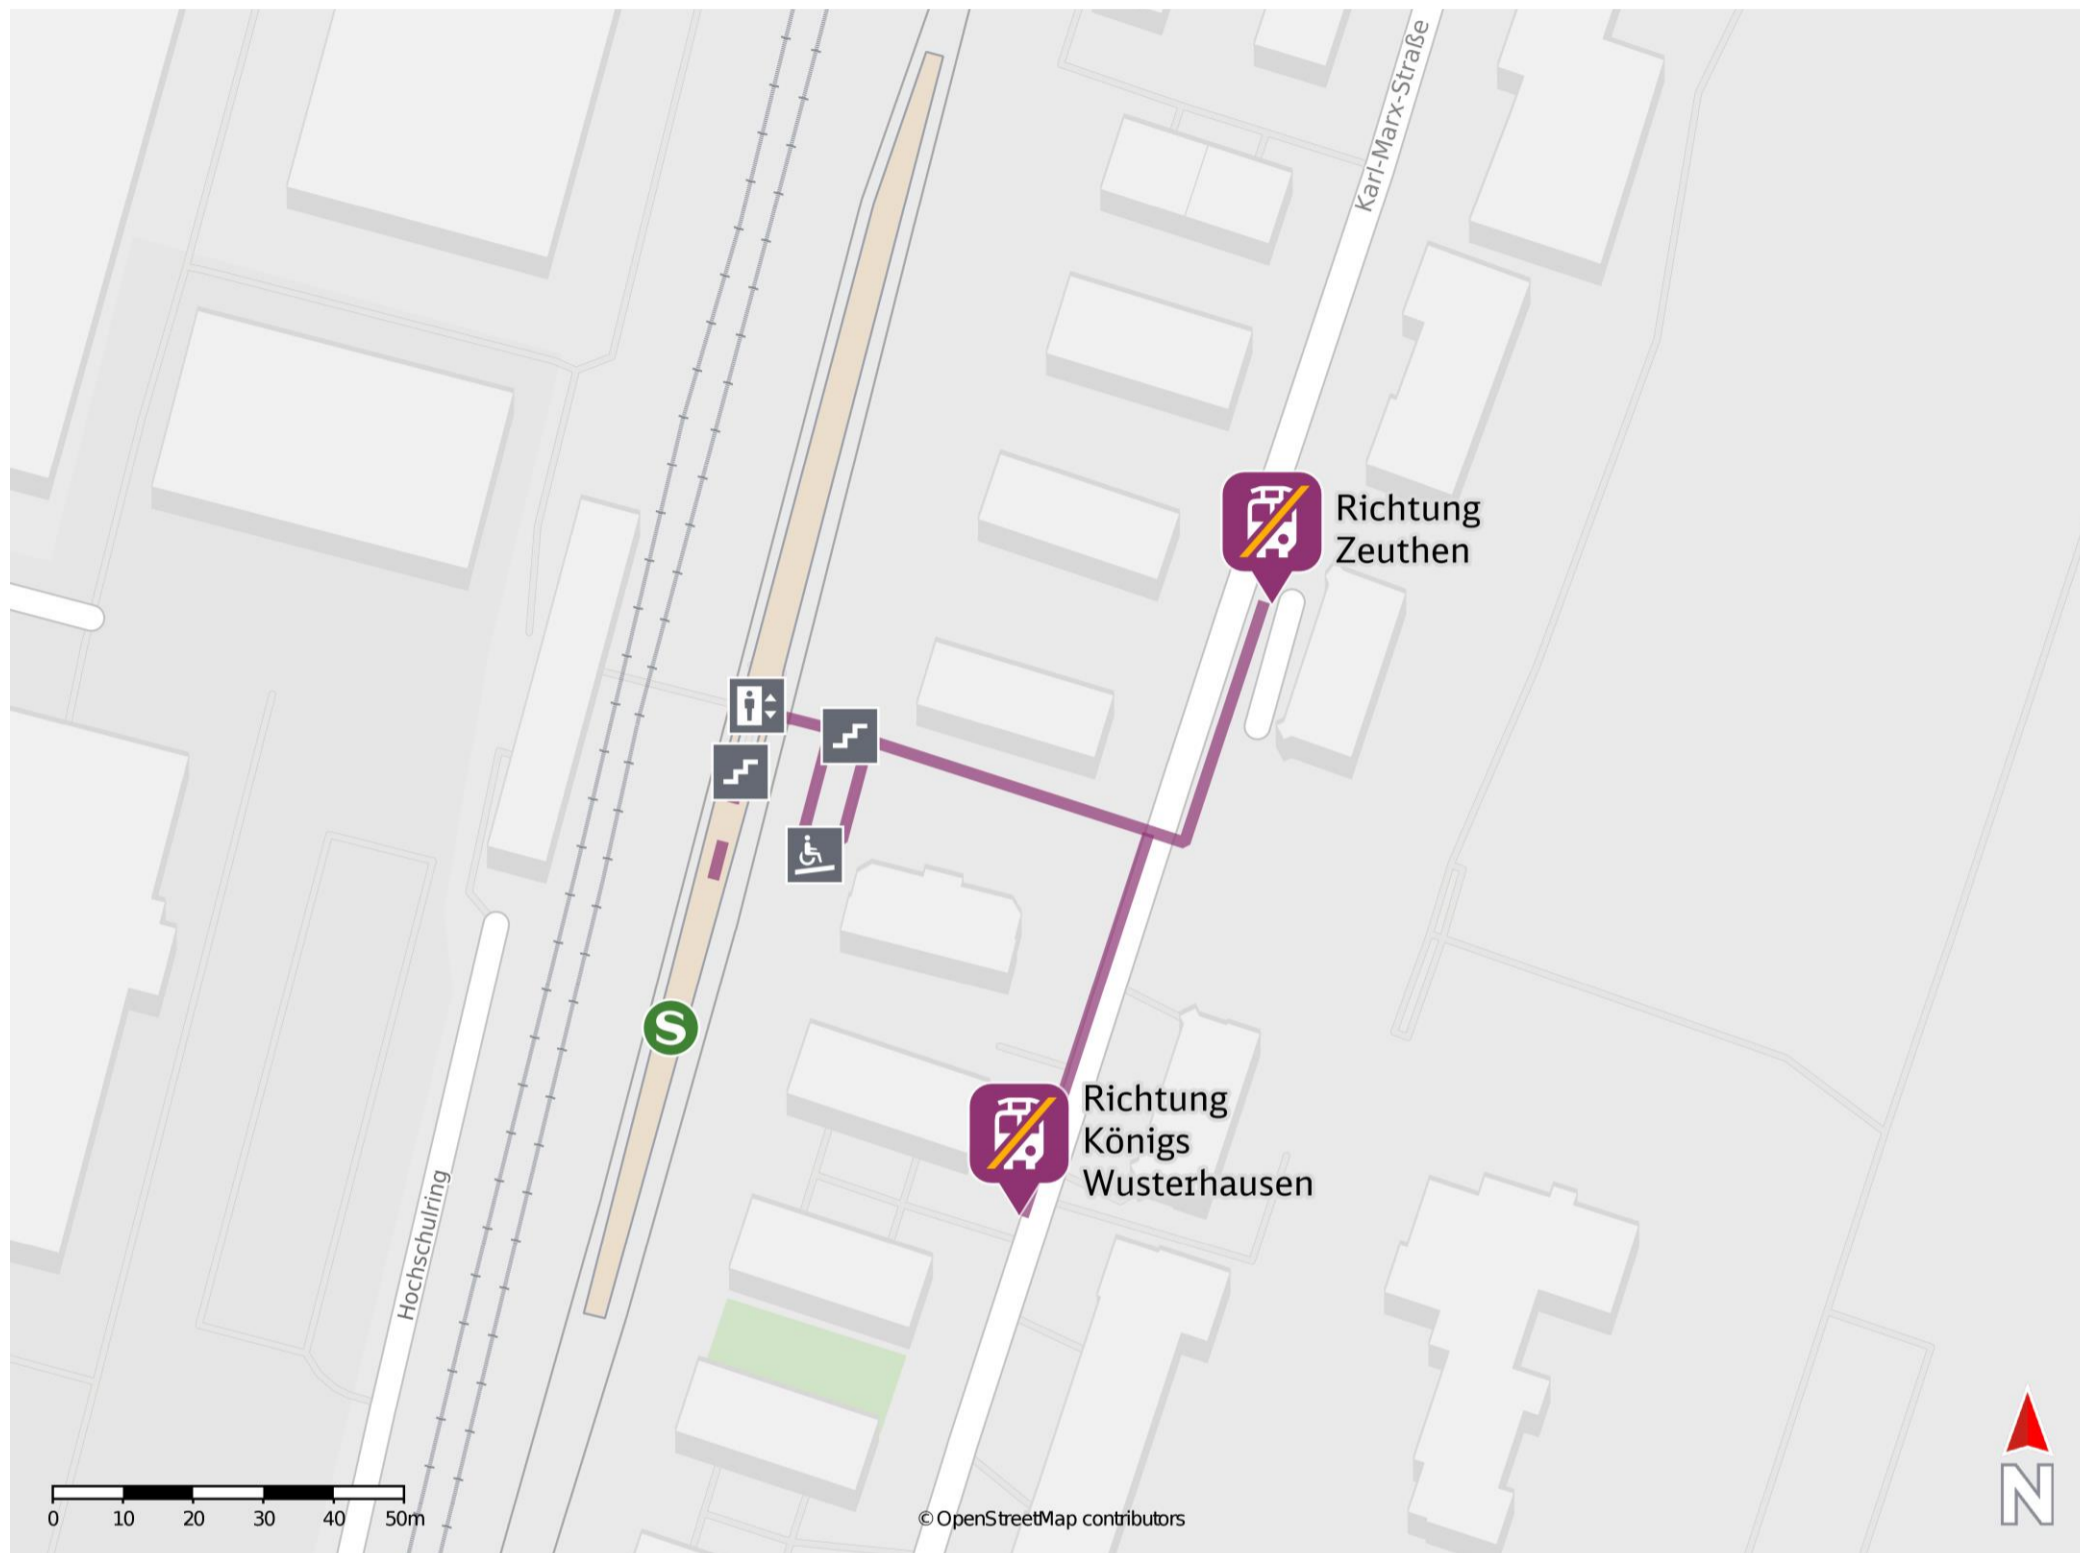 Karl-Marx-Straße
Richtung
Zeuthen
S
Richtung
Königs
Wusterhausen
Hochschulring
0 10 20 30 40 50m
© OpenStreetMap contributors
N